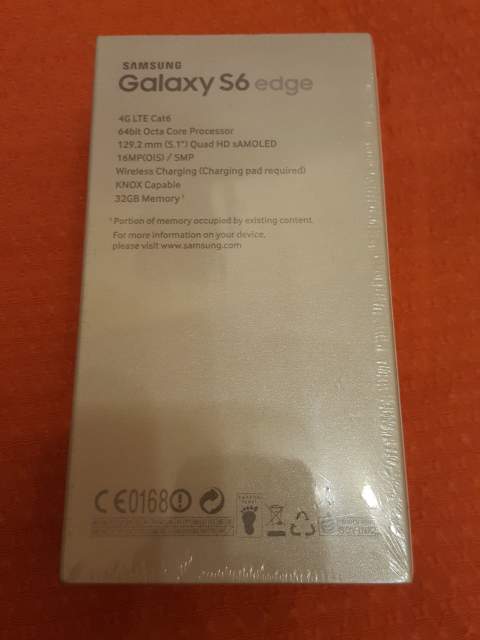 SAMSUNG
Galaxy S6 edge
4G LTE Cat6
64bit Octa Core Processor
129.2 mm (5.1") Quad HD sAMOLED
16MP(OIS) / 5MP
Wireless Charging (Charging pad required)
KNOX Capable
32GB Memory¹
¹ Portion of memory occupied by existing content.
For more information on your device,
please visit www.samsung.com
CE0168